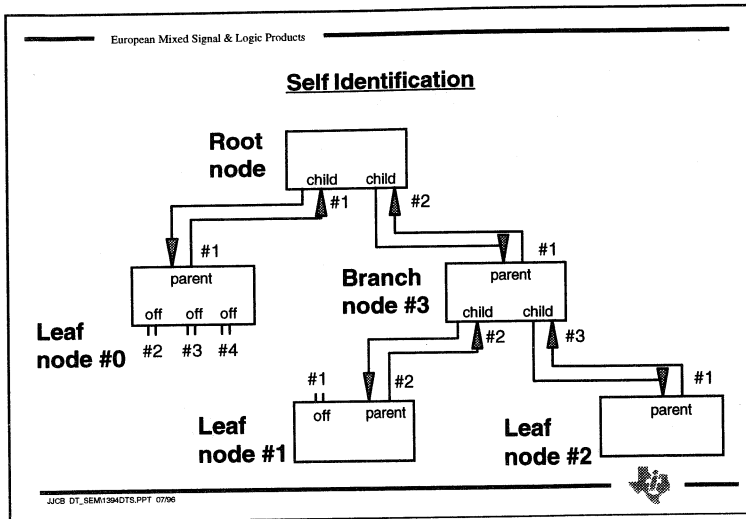 European Mixed Signal & Logic Products
Self Identification
Root
node
child child
#1 #2
#1
parent
off off off
#2 #3 #4
Leaf
node #0
Branch
node #3
#1
parent
child child
#2 #3
#1
off
#2
parent
Leaf
node #1
#1
parent
Leaf
node #2
JJCB DT_SEM\1394DTS.PPT 07/96